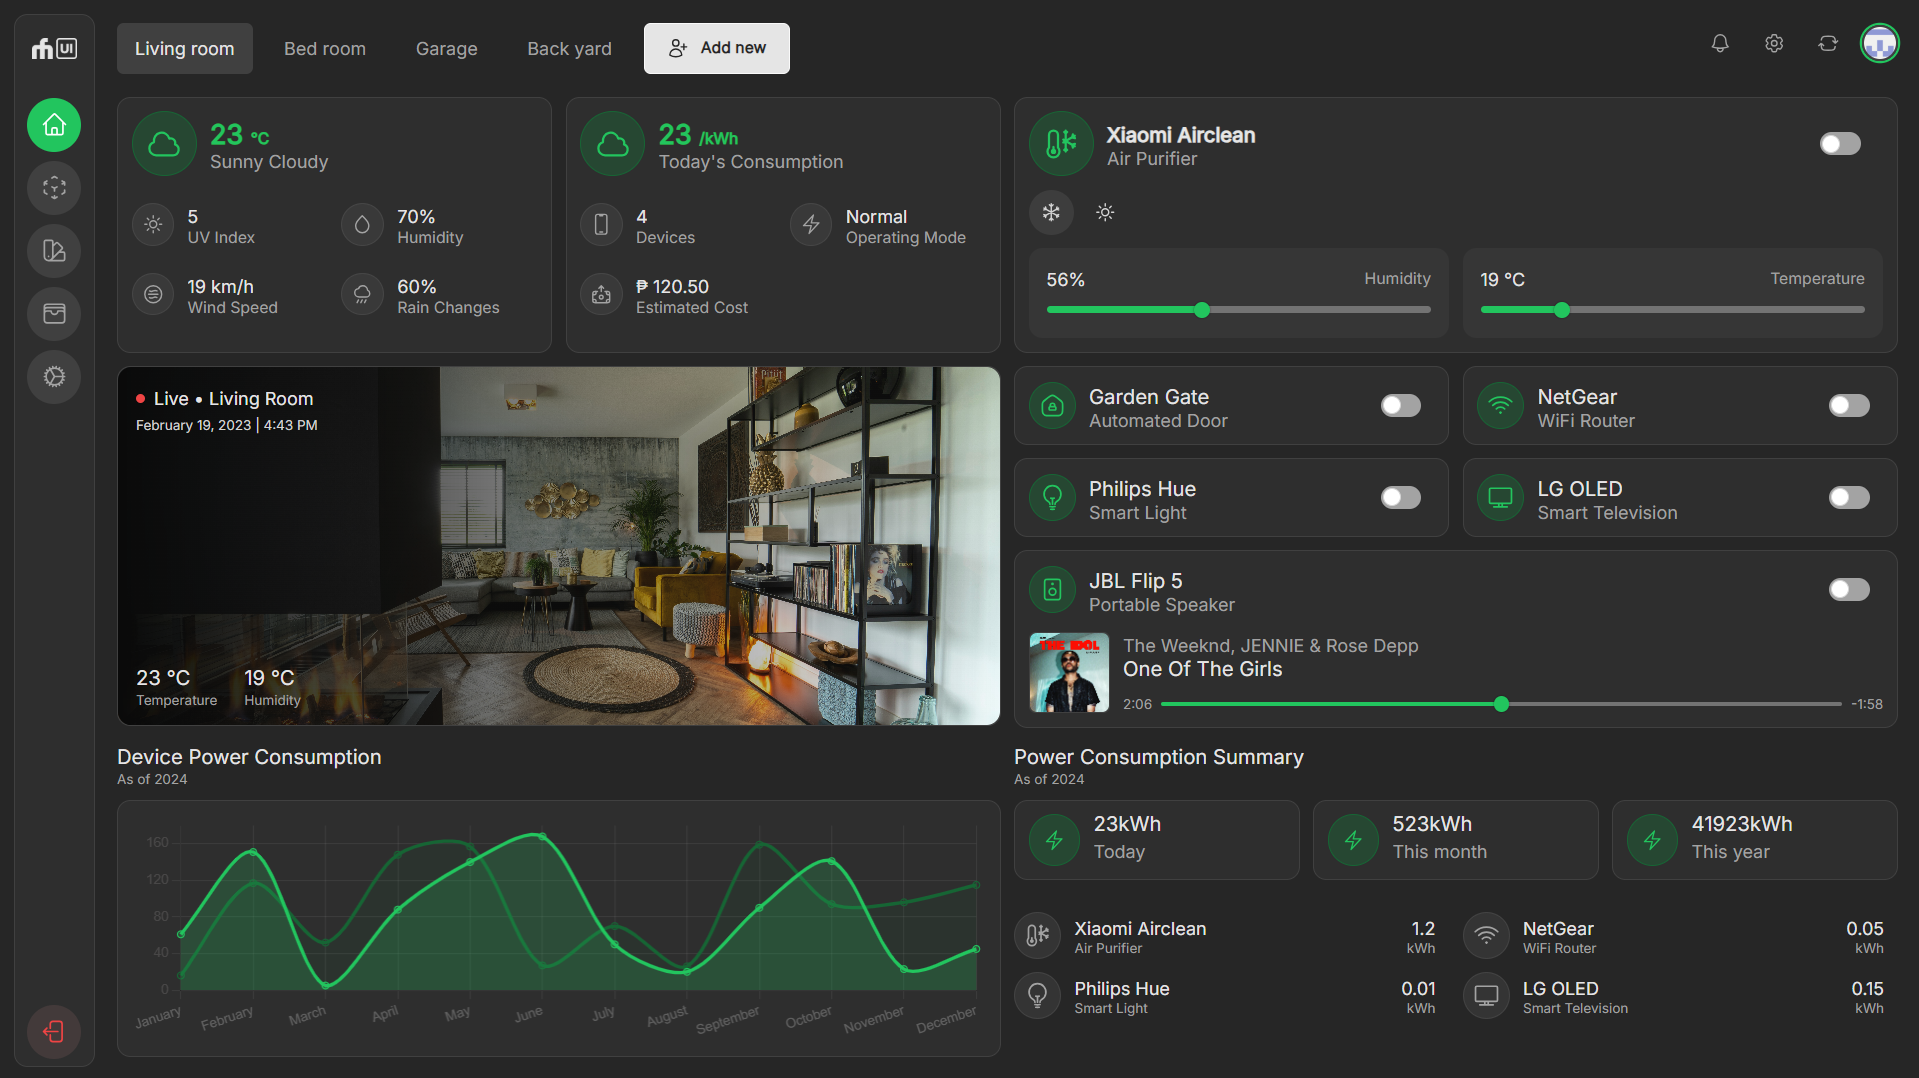 UI
Living room
Bed room
Garage
Back yard
Add new
23 °C
Sunny Cloudy
5
UV Index
70%
Humidity
19 km/h
Wind Speed
60%
Rain Changes
23 /kWh
Today's Consumption
4
Devices
Normal
Operating Mode
₱ 120.50
Estimated Cost
Xiaomi Airclean
Air Purifier
56%
Humidity
19 °C
Temperature
Live • Living Room
February 19, 2023 | 4:43 PM
23 °C
Temperature
19 °C
Humidity
Garden Gate
Automated Door
NetGear
WiFi Router
Philips Hue
Smart Light
LG OLED
Smart Television
JBL Flip 5
Portable Speaker
THE IDOL
The Weeknd, JENNIE & Rose Depp
One Of The Girls
2:06
-1:58
Device Power Consumption
As of 2024
160
120
80
40
0
January
February
March
April
May
June
July
August
September
October
November
December
Power Consumption Summary
As of 2024
23kWh
Today
523kWh
This month
41923kWh
This year
Xiaomi Airclean
Air Purifier
1.2
kWh
NetGear
WiFi Router
0.05
kWh
Philips Hue
Smart Light
0.01
kWh
LG OLED
Smart Television
0.15
kWh